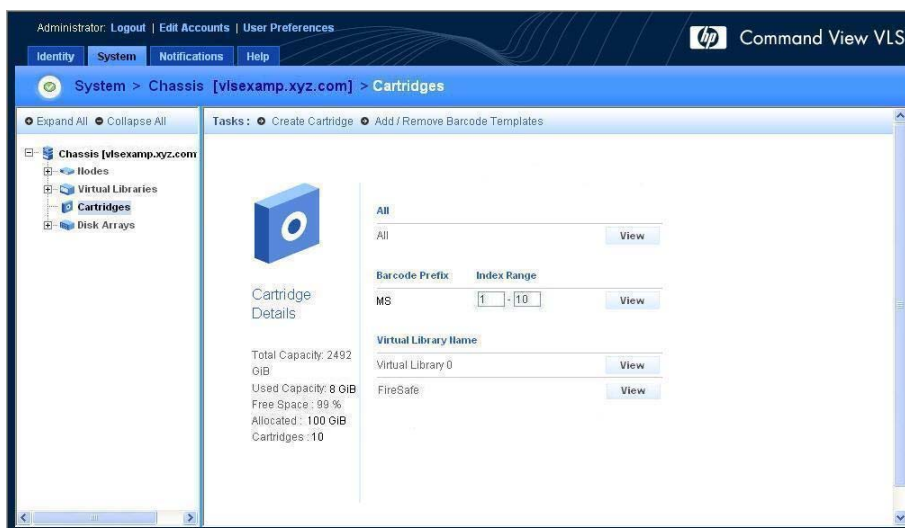 Administrator: Logout | Edit Accounts | User Preferences
hp Command View VLS
Identity System Notifications Help
System > Chassis [vlsexamp.xyz.com] > Cartridges
Expand All Collapse All
Tasks: Create Cartridge Add / Remove Barcode Templates
Chassis [vlsexamp.xyz.com
Nodes
Virtual Libraries
Cartridges
Disk Arrays
Cartridge
Details
Total Capacity: 2492
GiB
Used Capacity: 8 GiB
Free Space : 99 %
Allocated : 100 GiB
Cartridges : 10
All
All View
Barcode Prefix Index Range
MS 1 - 10 View
Virtual Library Name
Virtual Library 0 View
FireSafe View